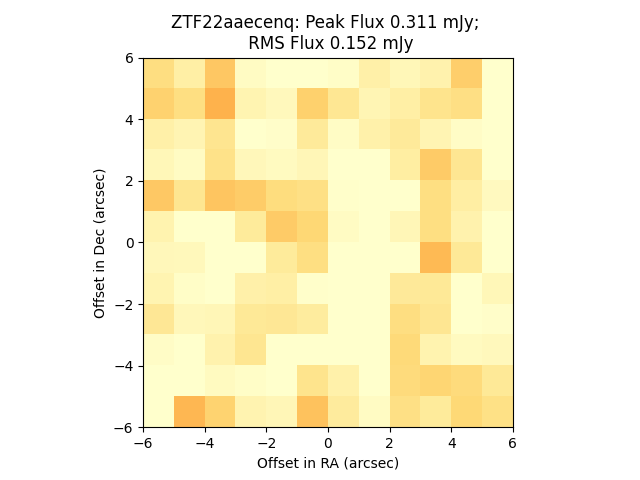 ZTF22aaecenq: Peak Flux 0.311 mJy;
RMS Flux 0.152 mJy
6
4
2
0
−2
−4
−6
Offset in Dec (arcsec)
−6 −4 −2 0 2 4 6
Offset in RA (arcsec)